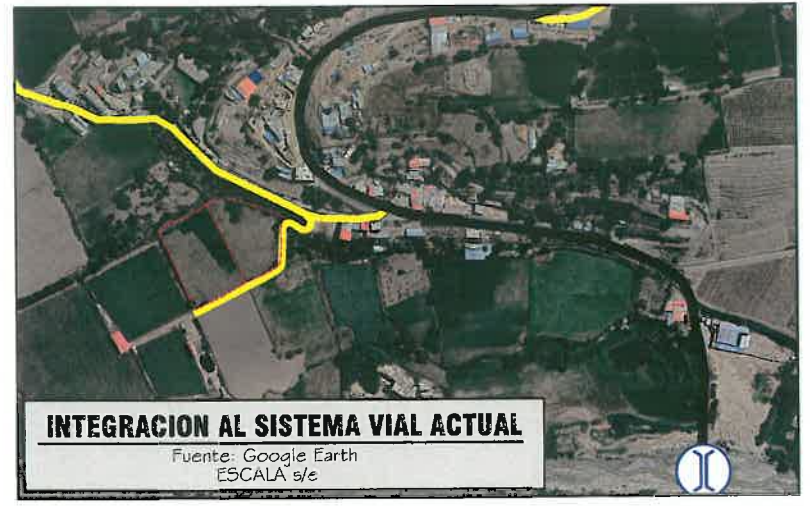 INTEGRACION AL SISTEMA VIAL ACTUAL
Fuente: Google Earth
ESCALA s/e